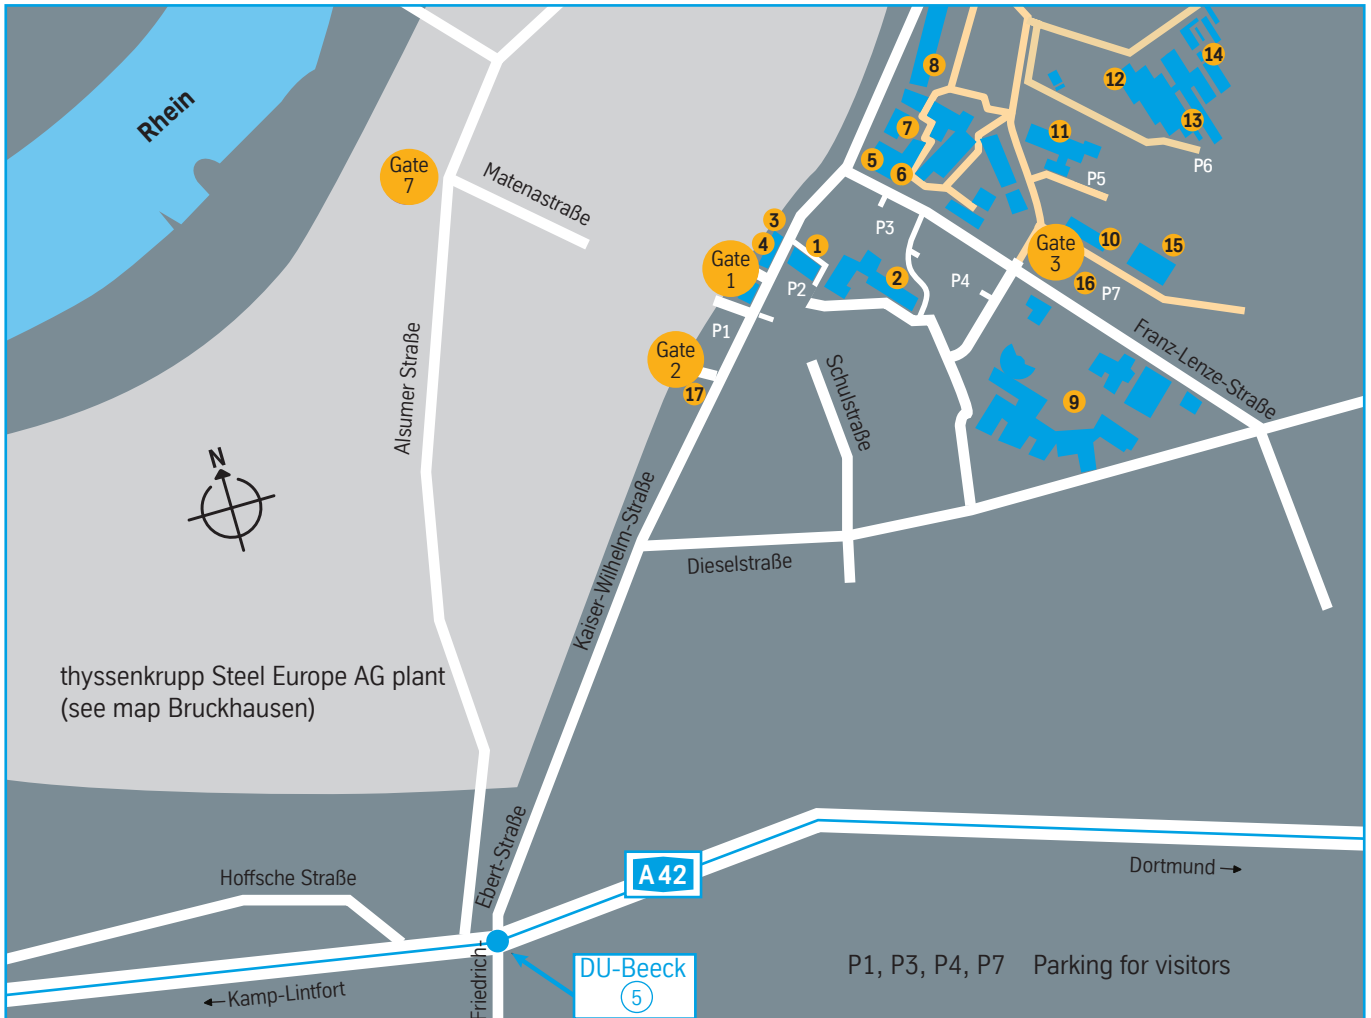 Rhein
8
14
12
13
7
11
5
6
P6
P5
Gate
7
Matenastraße
3
4
1
P3
Gate
3
10
15
Gate
1
2
P4
16
P7
P2
P1
Gate
2
17
Franz-Lenze-Straße
Alsumer Straße
Schulstraße
9
N
Kaiser-Wilhelm-Straße
Dieselstraße
thyssenkrupp Steel Europe AG plant
(see map Bruckhausen)
Friedrich-
Ebert-Straße
A 42
Hoffsche Straße
Dortmund →
DU-Beeck
5
P1, P3, P4, P7 Parking for visitors
← Kamp-Lintfort